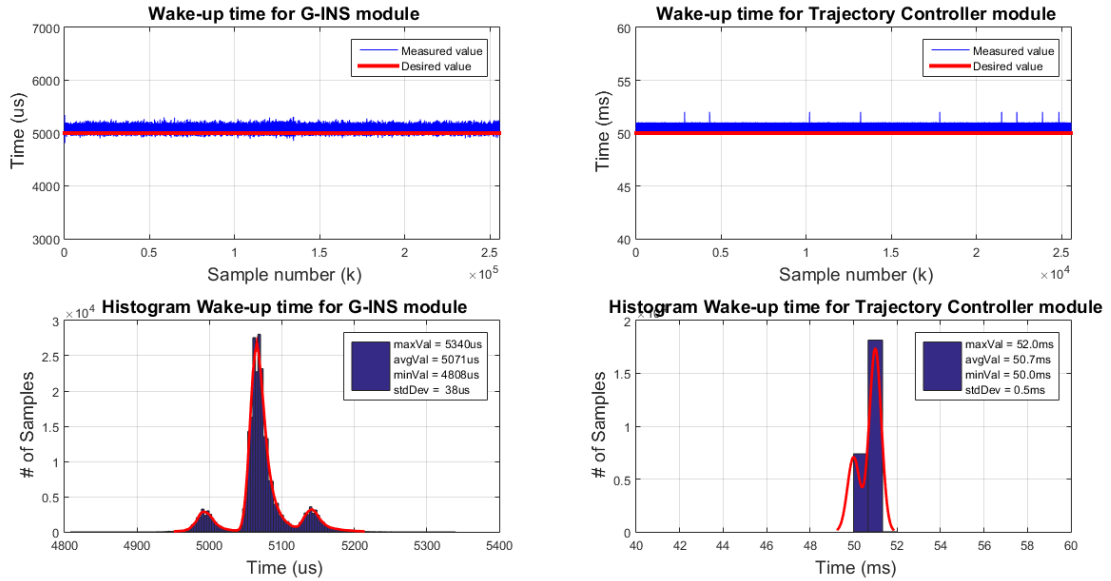 Wake-up time for G-INS module
7000
6000
5000
4000
3000
Time (us)
Measured value
Desired value
0
0.5
1
1.5
2
2.5
×10^5
Sample number (k)
Wake-up time for Trajectory Controller module
60
55
50
45
40
Time (ms)
Measured value
Desired value
0
0.5
1
1.5
2
2.5
×10^4
Sample number (k)
Histogram Wake-up time for G-INS module
×10^4
3
2.5
2
1.5
1
0.5
0
# of Samples
maxVal = 5340us
avgVal = 5071us
minVal = 4808us
stdDev = 38us
4800
4900
5000
5100
5200
5300
5400
Time (us)
Histogram Wake-up time for Trajectory Controller module
2
1.5
1
0.5
0
# of Samples
maxVal = 52.0ms
avgVal = 50.7ms
minVal = 50.0ms
stdDev = 0.5ms
40
42
44
46
48
50
52
54
56
58
60
Time (ms)